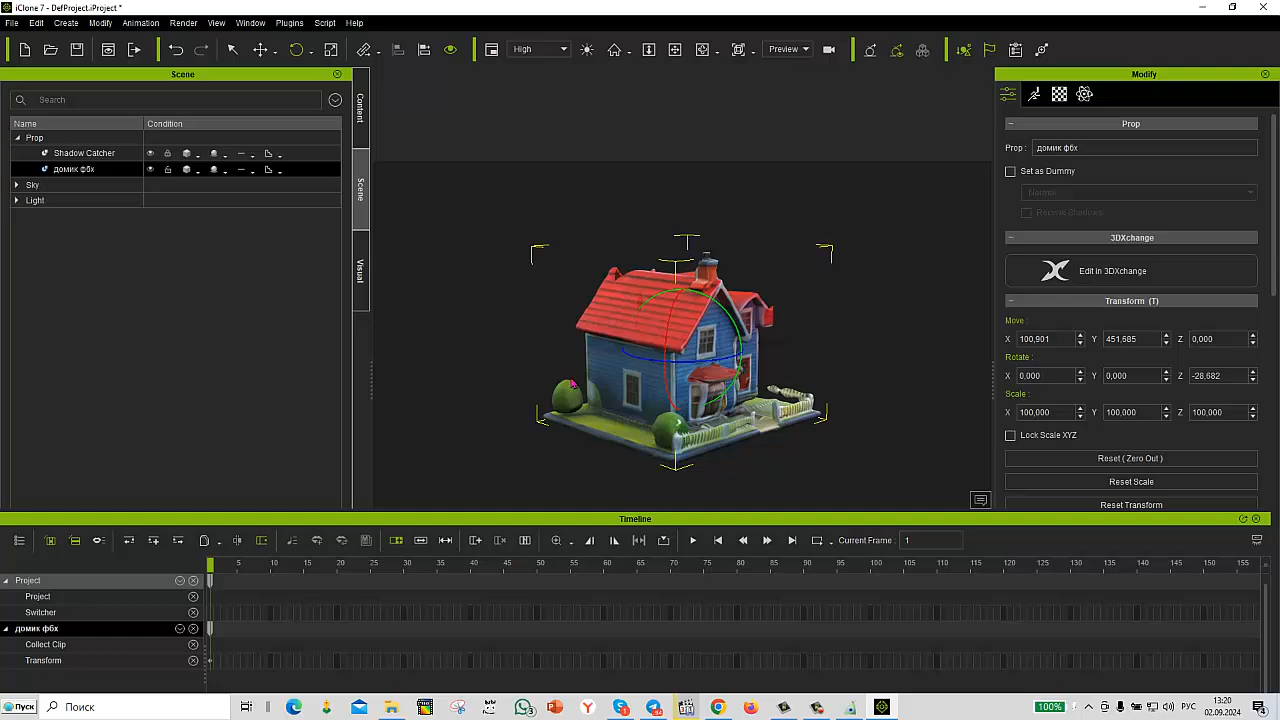 iClone 7 - DefProject.iProject *
File Edit Create Modify Animation Render Window Plugins Script Help
High
Preview
Scene
Search
Name Condition
Prop
Shadow Catcher
домик фбх
Sky
Light
Content
Scene
Visual
Modify
Prop
Prop : домик фбх
Set as Dummy
Normal
Receive Shadows
3DXchange
Edit in 3DXchange
Transform (T)
Move :
X 100,901 Y 451,685 Z 0,000
Rotate :
X 0,000 Y 0,000 Z -28,682
Scale :
X 100,000 Y 100,000 Z 100,000
Lock Scale XYZ
Reset ( Zero Out )
Reset Scale
Reset Transform
Timeline
Current Frame : 1
5 10 15 20 25 30 35 40 45 50 55 60 65 70 75 80 85 90 95 100 105 110 115 120 125 130 135 140 145 150 155
Project
Project
Switcher
домик фбх
Collect Clip
Transform
Пуск
Поиск
100%
РУС
13:20
02.09.2024